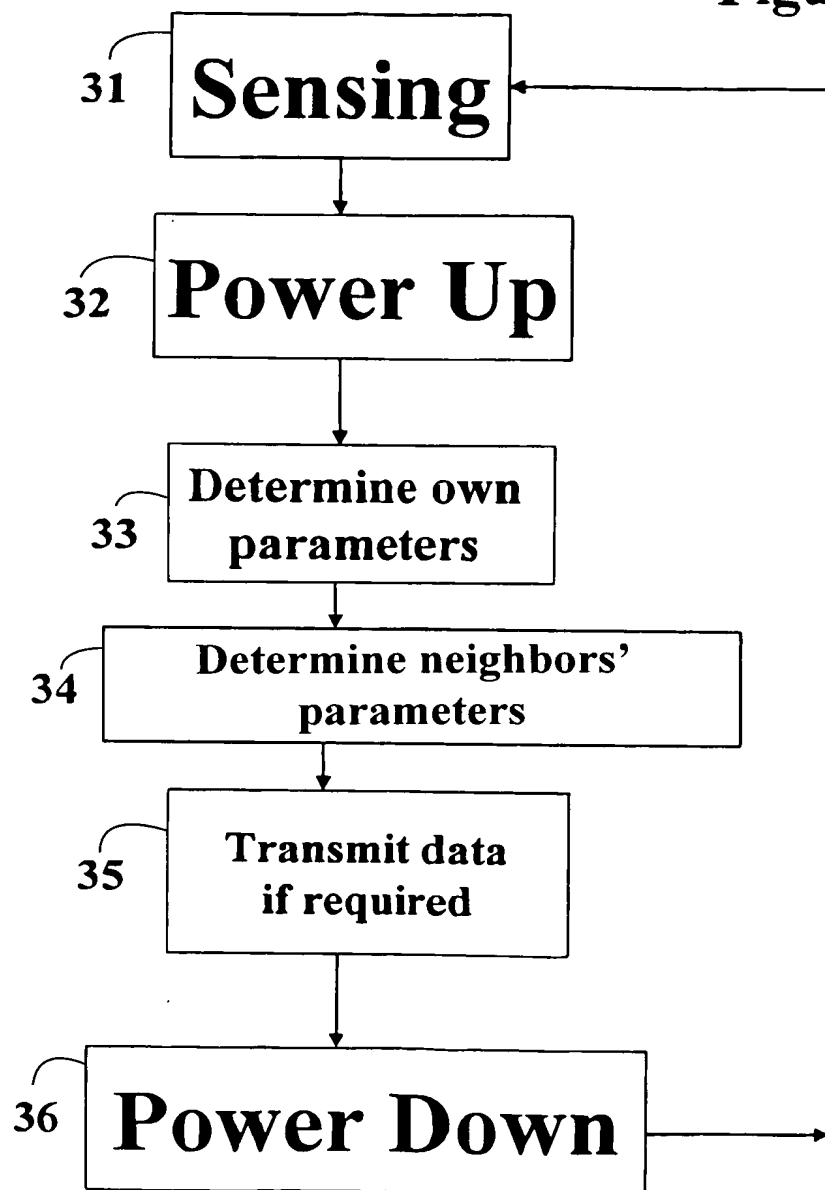 31
Sensing
32
Power Up
33
Determine own
parameters
34
Determine neighbors’
parameters
35
Transmit data
if required
36
Power Down